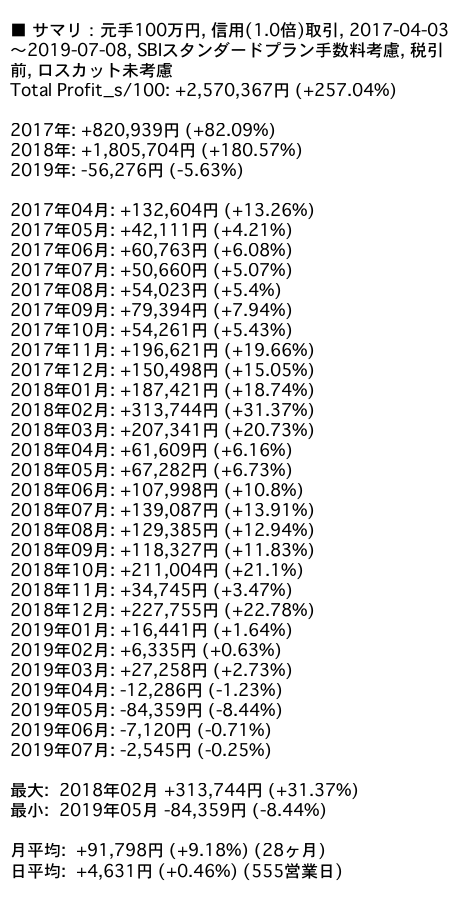 ■ サマリ : 元手100万円, 信用(1.0倍)取引, 2017-04-03
〜2019-07-08, SBIスタンダードプラン手数料考慮, 税引
前, ロスカット未考慮
Total Profit_s/100: +2,570,367円 (+257.04%)
2017年: +820,939円 (+82.09%)
2018年: +1,805,704円 (+180.57%)
2019年: -56,276円 (-5.63%)
2017年04月: +132,604円 (+13.26%)
2017年05月: +42,111円 (+4.21%)
2017年06月: +60,763円 (+6.08%)
2017年07月: +50,660円 (+5.07%)
2017年08月: +54,023円 (+5.4%)
2017年09月: +79,394円 (+7.94%)
2017年10月: +54,261円 (+5.43%)
2017年11月: +196,621円 (+19.66%)
2017年12月: +150,498円 (+15.05%)
2018年01月: +187,421円 (+18.74%)
2018年02月: +313,744円 (+31.37%)
2018年03月: +207,341円 (+20.73%)
2018年04月: +61,609円 (+6.16%)
2018年05月: +67,282円 (+6.73%)
2018年06月: +107,998円 (+10.8%)
2018年07月: +139,087円 (+13.91%)
2018年08月: +129,385円 (+12.94%)
2018年09月: +118,327円 (+11.83%)
2018年10月: +211,004円 (+21.1%)
2018年11月: +34,745円 (+3.47%)
2018年12月: +227,755円 (+22.78%)
2019年01月: +16,441円 (+1.64%)
2019年02月: +6,335円 (+0.63%)
2019年03月: +27,258円 (+2.73%)
2019年04月: -12,286円 (-1.23%)
2019年05月: -84,359円 (-8.44%)
2019年06月: -7,120円 (-0.71%)
2019年07月: -2,545円 (-0.25%)
最大: 2018年02月 +313,744円 (+31.37%)
最小: 2019年05月 -84,359円 (-8.44%)
月平均: +91,798円 (+9.18%) (28ヶ月)
日平均: +4,631円 (+0.46%) (555営業日)